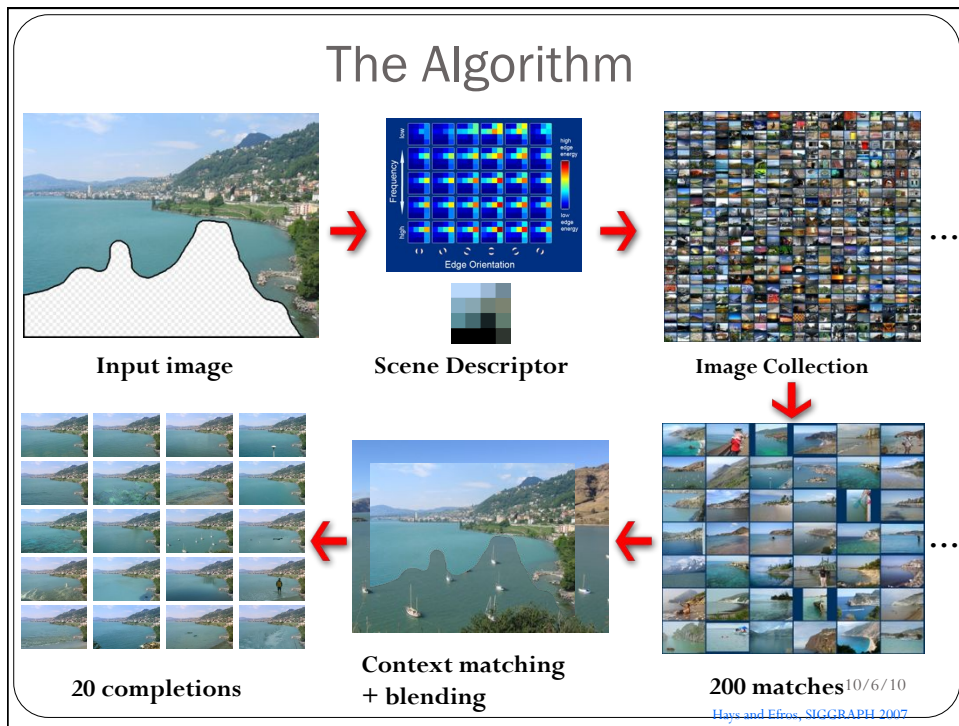 The Algorithm
low
Frequency
high
Edge Orientation
high
edge
energy
low
edge
energy
...
Input image
Scene Descriptor
Image Collection
...
20 completions
Context matching
+ blending
200 matches
10/6/10
Hays and Efros, SIGGRAPH 2007